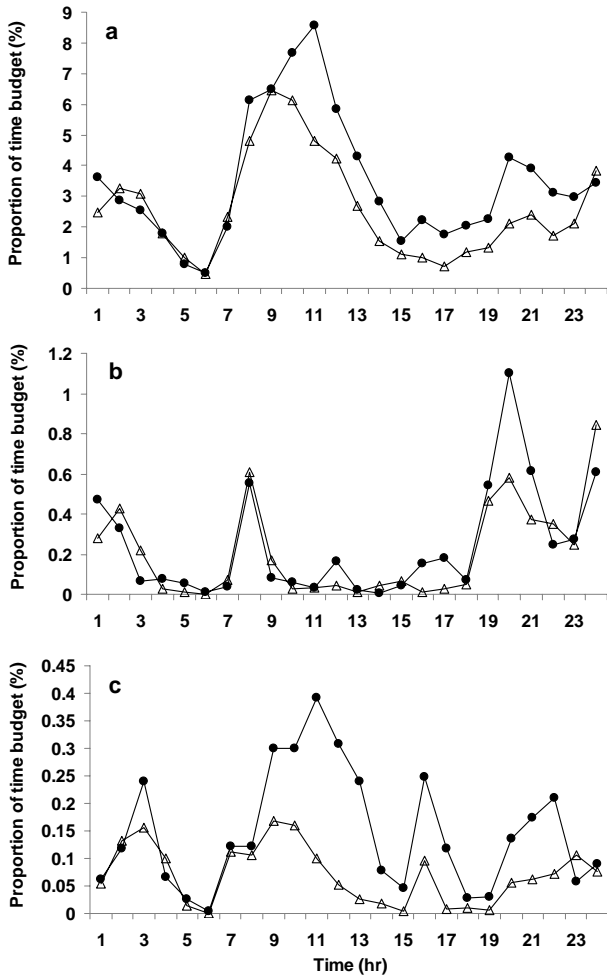 a
Proportion of time budget (%)
9
8
7
6
5
4
3
2
1
0
1 3 5 7 9 11 13 15 17 19 21 23
b
Proportion of time budget (%)
1.2
1
0.8
0.6
0.4
0.2
0
1 3 5 7 9 11 13 15 17 19 21 23
c
Proportion of time budget (%)
0.45
0.4
0.35
0.3
0.25
0.2
0.15
0.1
0.05
0
1 3 5 7 9 11 13 15 17 19 21 23
Time (hr)